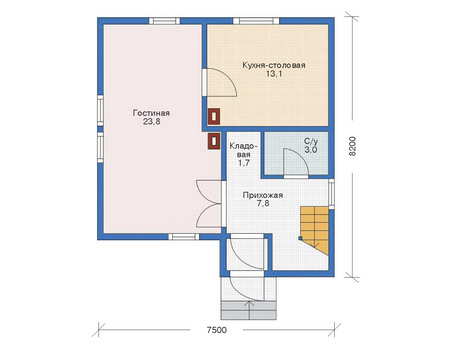 Кухня-столовая
13,1
Гостиная
23,8
Кладо-
вая
1,7
С/у
3,0
Прихожая
7,8
8200
7500